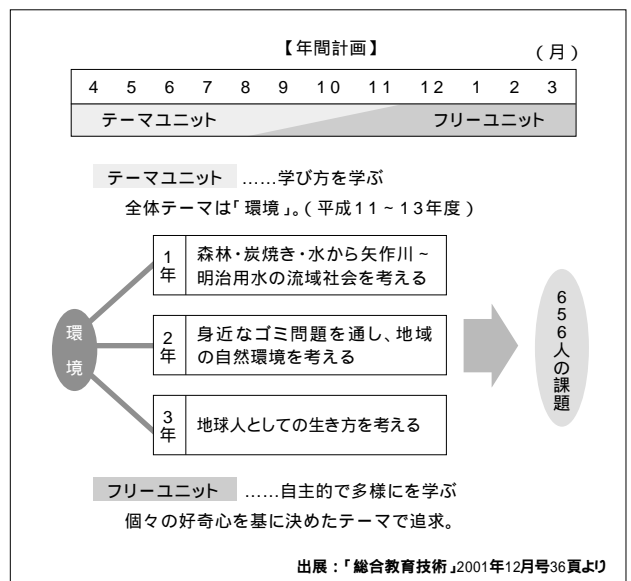 【年間計画】
(月)
4 5 6 7 8 9 10 11 12 1 2 3
テーマユニット フリーユニット
テーマユニット ……学び方を学ぶ
全体テーマは「環境」。(平成11~13年度)
環境
1年 森林・炭焼き・水から矢作川~
明治用水の流域社会を考える
2年 身近なゴミ問題を通し、地域
の自然環境を考える
3年 地球人としての生き方を考える
656人の課題
フリーユニット ……自主的で多様にを学ぶ
個々の好奇心を基に決めたテーマで追求。
出展:「総合教育技術」2001年12月号36頁より